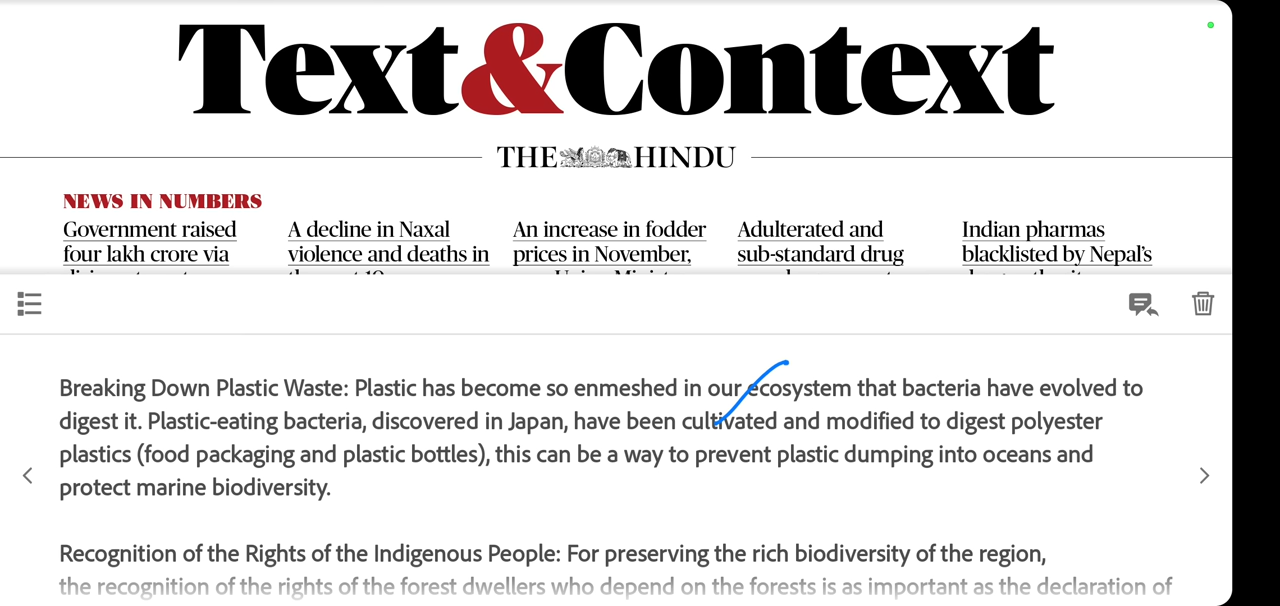 Text&Context
THE HINDU
NEWS IN NUMBERS
Government raised
four lakh crore via
A decline in Naxal
violence and deaths in
An increase in fodder
prices in November,
Adulterated and
sub-standard drug
Indian pharmas
blacklisted by Nepal's
Breaking Down Plastic Waste: Plastic has become so enmeshed in our ecosystem that bacteria have evolved to
digest it. Plastic-eating bacteria, discovered in Japan, have been cultivated and modified to digest polyester
plastics (food packaging and plastic bottles), this can be a way to prevent plastic dumping into oceans and
protect marine biodiversity.
Recognition of the Rights of the Indigenous People: For preserving the rich biodiversity of the region,
the recognition of the rights of the forest dwellers who depend on the forests is as important as the declaration of